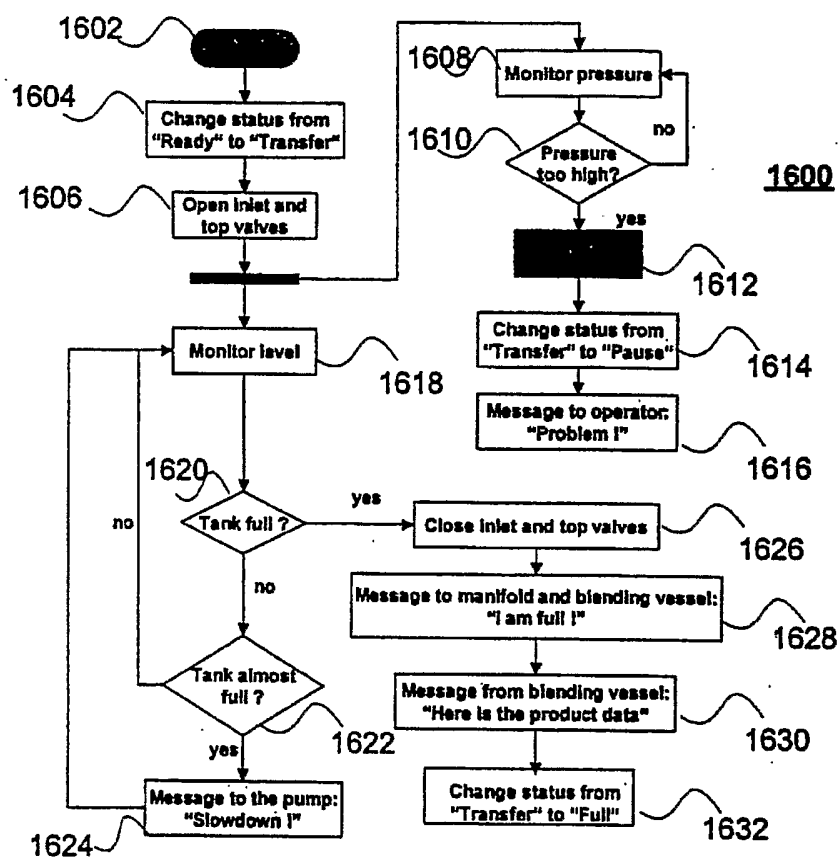 1602
1604
Change status from
"Ready" to "Transfer"
1606
Open inlet and
top valves
1608
Monitor pressure
1610
Pressure
too high?
no
yes
1600
1612
Change status from
"Transfer" to "Pause"
1614
Message to operator:
"Problem !"
1616
Monitor level
1618
1620
Tank full ?
yes
no
no
Tank almost
full ?
1622
yes
Message to the pump:
"Slowdown !"
1624
Close inlet and top valves
1626
Message to manifold and blending vessel:
"I am full !"
1628
Message from blending vessel:
"Here is the product data"
1630
Change status from
"Transfer" to "Full"
1632